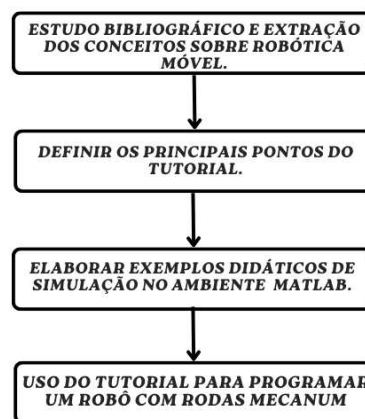 ESTUDO BIBLIOGRÁFICO E EXTRAÇÃO
DOS CONCEITOS SOBRE ROBÓTICA
MÓVEL.
DEFINIR OS PRINCIPAIS PONTOS DO
TUTORIAL.
ELABORAR EXEMPLOS DIDÁTICOS DE
SIMULAÇÃO NO AMBIENTE MATLAB.
USO DO TUTORIAL PARA PROGRAMAR
UM ROBÔ COM RODAS MECANUM